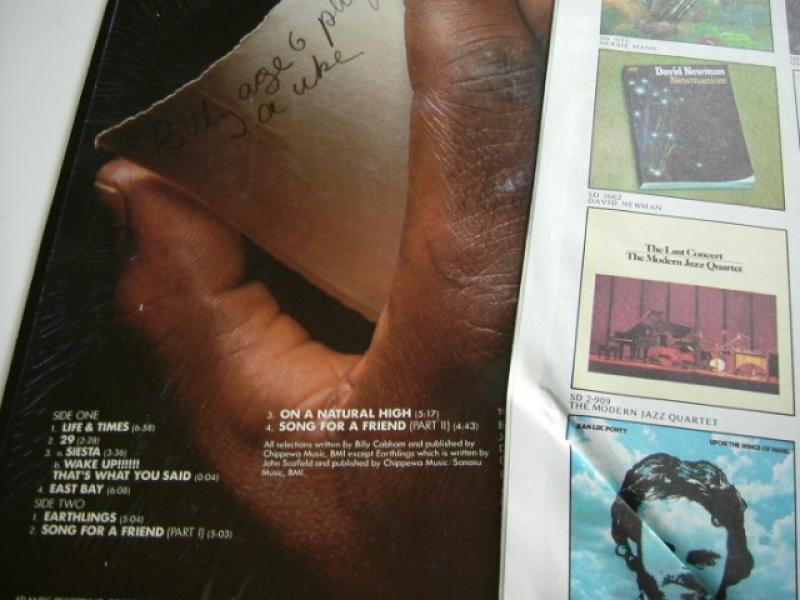 Billy age 6 play
a uke
SIDE ONE
1. LIFE & TIMES (6:58)
2. 29 (2:28)
3. a. SIESTA (3:36)
b. WAKE UP!!!!!!
THAT'S WHAT YOU SAID (0:04)
4. EAST BAY (6:08)
SIDE TWO
1. EARTHLINGS (5:04)
2. SONG FOR A FRIEND (PART I) (5:03)
3. ON A NATURAL HIGH (5:17)
4. SONG FOR A FRIEND (PART II) (4:43)
All selections written by Billy Cobham and published by
Chippewa Music, BMI except Earthlings which is written by
John Scofield and published by Chippewa Music/Sanasu
Music, BMI.
HERBIE MANN
David Newman
Newmanism
SD 1662
DAVID NEWMAN
The Last Concert
The Modern Jazz Quartet
SD 2-909
THE MODERN JAZZ QUARTET
JEAN-LUC PONTY
UPON THE WINGS OF MUSIC